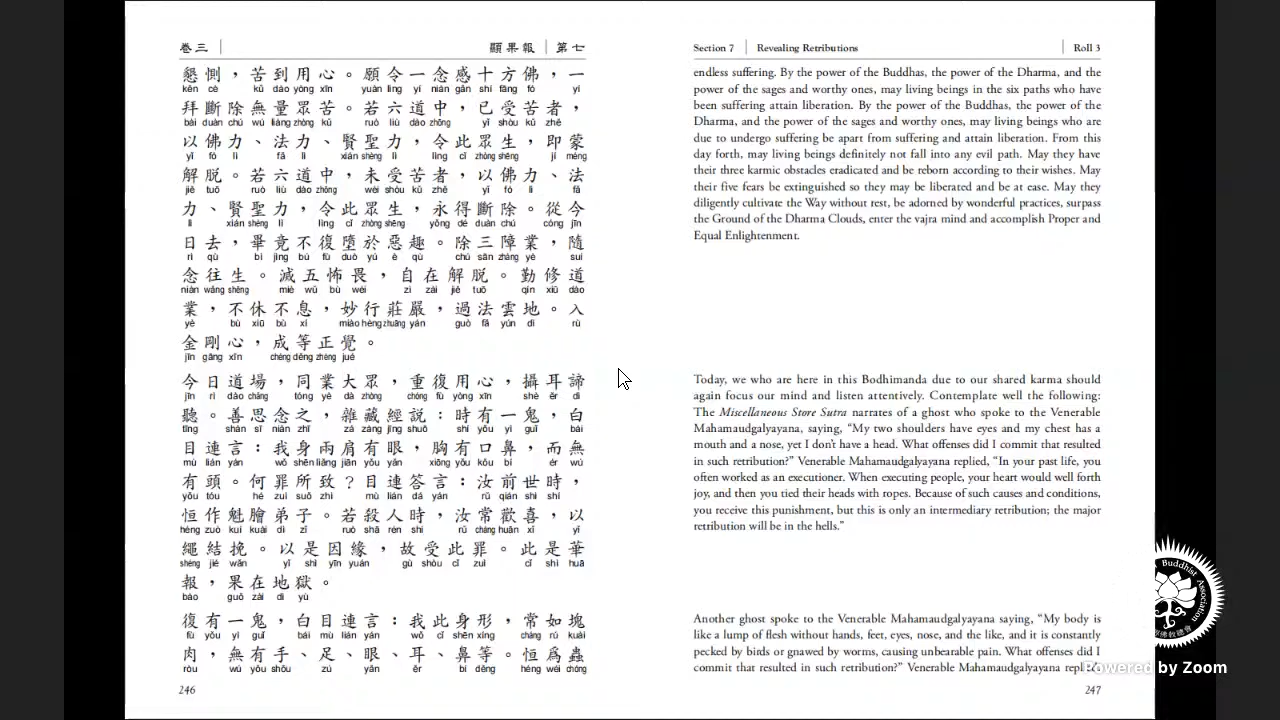 卷三
顯果報
第七
懇惻，苦到用心。願令一念感十方佛，一
kěn cè kǔ dào yòng xīn yuàn lìng yí niàn gǎn shí fāng fó yí
拜斷除無量眾苦。若六道中，已受苦者，
bài duàn chú wú liàng zhòng kǔ ruò liù dào zhōng yǐ shòu kǔ zhě
以佛力、法力、賢聖力，令此眾生，即蒙
yǐ fó lì fǎ lì xián shèng lì lìng cǐ zhòng shēng jí méng
解脫。若六道中，未受苦者，以佛力、法
jiě tuō ruò liù dào zhōng wèi shòu kǔ zhě yǐ fó lì fǎ
力、賢聖力，令此眾生，永得斷除。從今
lì xián shèng lì lìng cǐ zhòng shēng yǒng dé duàn chú cóng jīn
日去，畢竟不復墮於惡趣。除三障業，隨
rì qù bì jìng bú fù duò yú è qù chú sān zhàng yè suí
念往生。滅五怖畏，自在解脫。勤修道
niàn wǎng shēng miè wǔ bù wèi zì zài jiě tuō qín xiū dào
業，不休不息，妙行莊嚴，過法雲地。入
yè bù xiū bù xí miào hèng zhuāng yán guò fǎ yún dì rù
金剛心，成等正覺。
jīn gāng xīn chéng děng zhèng jué
今日道場，同業大眾，重復用心，攝耳諦
jīn rì dào chǎng tóng yè dà zhòng chóng fù yòng xīn shè ěr dì
聽。善思念之，雜藏經說：時有一鬼，白
tīng shàn sī niàn zhī zá zàng jīng shuō shí yǒu yì guǐ bái
目連言：我身兩肩有眼，胸有口鼻，而無
mù lián yán wǒ shēn liǎng jiān yǒu yǎn xiōng yǒu kǒu bí ér wú
有頭。何罪所致？目連答言：汝前世時，
yǒu tóu hé zuì suǒ zhì mù lián dá yán rǔ qián shì shí
恒作魁膾弟子。若殺人時，汝常歡喜，以
héng zuò kuí kuài dì zǐ ruò shā rén shí rǔ cháng huān xǐ yǐ
繩結挽。以是因緣，故受此罪。此是華
shéng jié wǎn yǐ shì yīn yuán gù shòu cǐ zuì cǐ shì huā
報，果在地獄。
bào guǒ zài dì yù
復有一鬼，白目連言：我此身形，常如塊
fù yǒu yì guǐ bái mù lián yán wǒ cǐ shēn xíng cháng rú kuài
肉，無有手、足、眼、耳、鼻等。恒為蟲
ròu wú yǒu shǒu zú yǎn ěr bí děng héng wéi chóng
246
Section 7
Revealing Retributions
Roll 3
endless suffering. By the power of the Buddhas, the power of the Dharma, and the
power of the sages and worthy ones, may living beings in the six paths who have
been suffering attain liberation. By the power of the Buddhas, the power of the
Dharma, and the power of the sages and worthy ones, may living beings who are
due to undergo suffering be apart from suffering and attain liberation. From this
day forth, may living beings definitely not fall into any evil path. May they have
their three karmic obstacles eradicated and be reborn according to their wishes. May
their five fears be extinguished so they may be liberated and be at ease. May they
diligently cultivate the Way without rest, be adorned by wonderful practices, surpass
the Ground of the Dharma Clouds, enter the vajra mind and accomplish Proper and
Equal Enlightenment.
Today, we who are here in this Bodhimanda due to our shared karma should
again focus our mind and listen attentively. Contemplate well the following:
The Miscellaneous Store Sutra narrates of a ghost who spoke to the Venerable
Mahamaudgalyayana, saying, “My two shoulders have eyes and my chest has a
mouth and a nose, yet I don’t have a head. What offenses did I commit that resulted
in such retribution?” Venerable Mahamaudgalyayana replied, “In your past life, you
often worked as an executioner. When executing people, your heart would well forth
joy, and then you tied their heads with ropes. Because of such causes and conditions,
you receive this punishment, but this is only an intermediary retribution; the major
retribution will be in the hells.”
Another ghost spoke to the Venerable Mahamaudgalyayana saying, “My body is
like a lump of flesh without hands, feet, eyes, nose, and the like, and it is constantly
pecked by birds or gnawed by worms, causing unbearable pain. What offenses did I
commit that resulted in such retribution?” Venerable Mahamaudgalyayana
247
Buddhist Association
Powered by Zoom